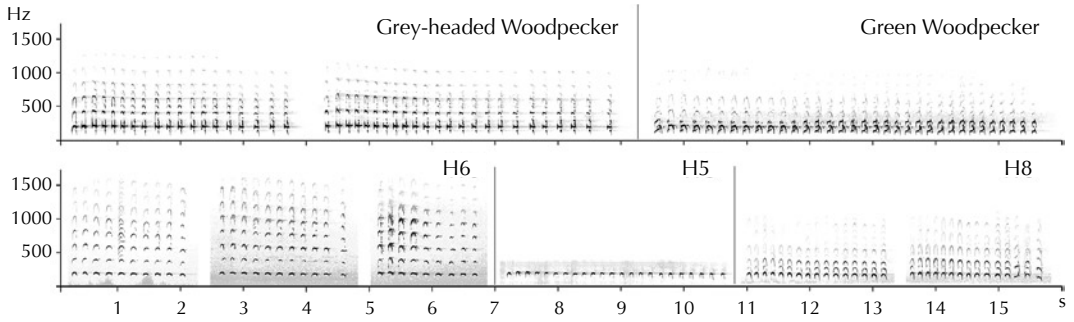 Hz
Grey-headed Woodpecker
Green Woodpecker
1500
1000
500
H6
H5
H8
1500
1000
500
1 2 3 4 5 6 7 8 9 10 11 12 13 14 15 s